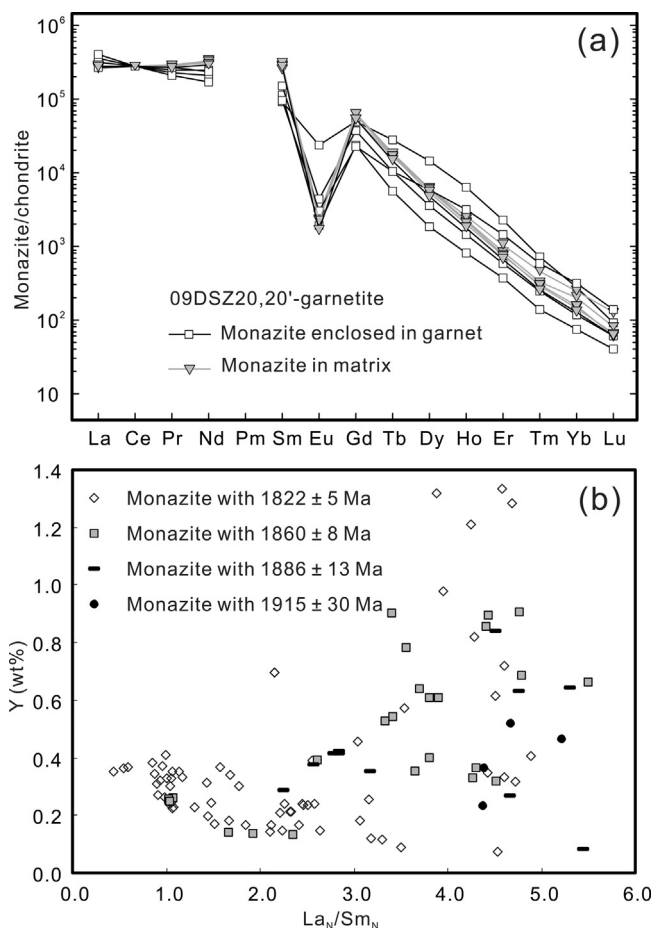 (a)
10⁶
10⁵
10⁴
10³
10²
10
Monazite/chondrite
09DSZ20,20'-garnetite
Monazite enclosed in garnet
Monazite in matrix
La Ce Pr Nd Pm Sm Eu Gd Tb Dy Ho Er Tm Yb Lu
(b)
1.4
1.2
1.0
0.8
0.6
0.4
0.2
0.0
Y (wt%)
Monazite with 1822 ± 5 Ma
Monazite with 1860 ± 8 Ma
Monazite with 1886 ± 13 Ma
Monazite with 1915 ± 30 Ma
0.0 1.0 2.0 3.0 4.0 5.0 6.0
La_N/Sm_N